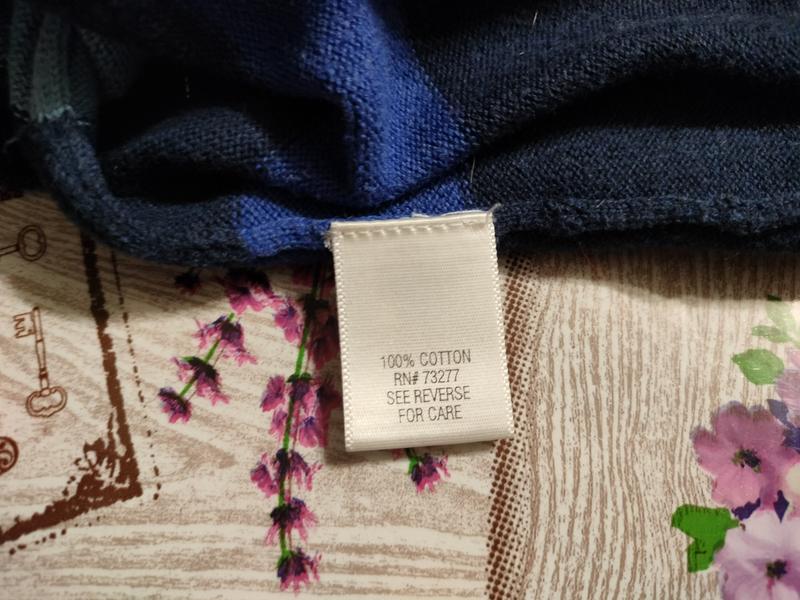 100% COTTON
RN# 73277
SEE REVERSE
FOR CARE